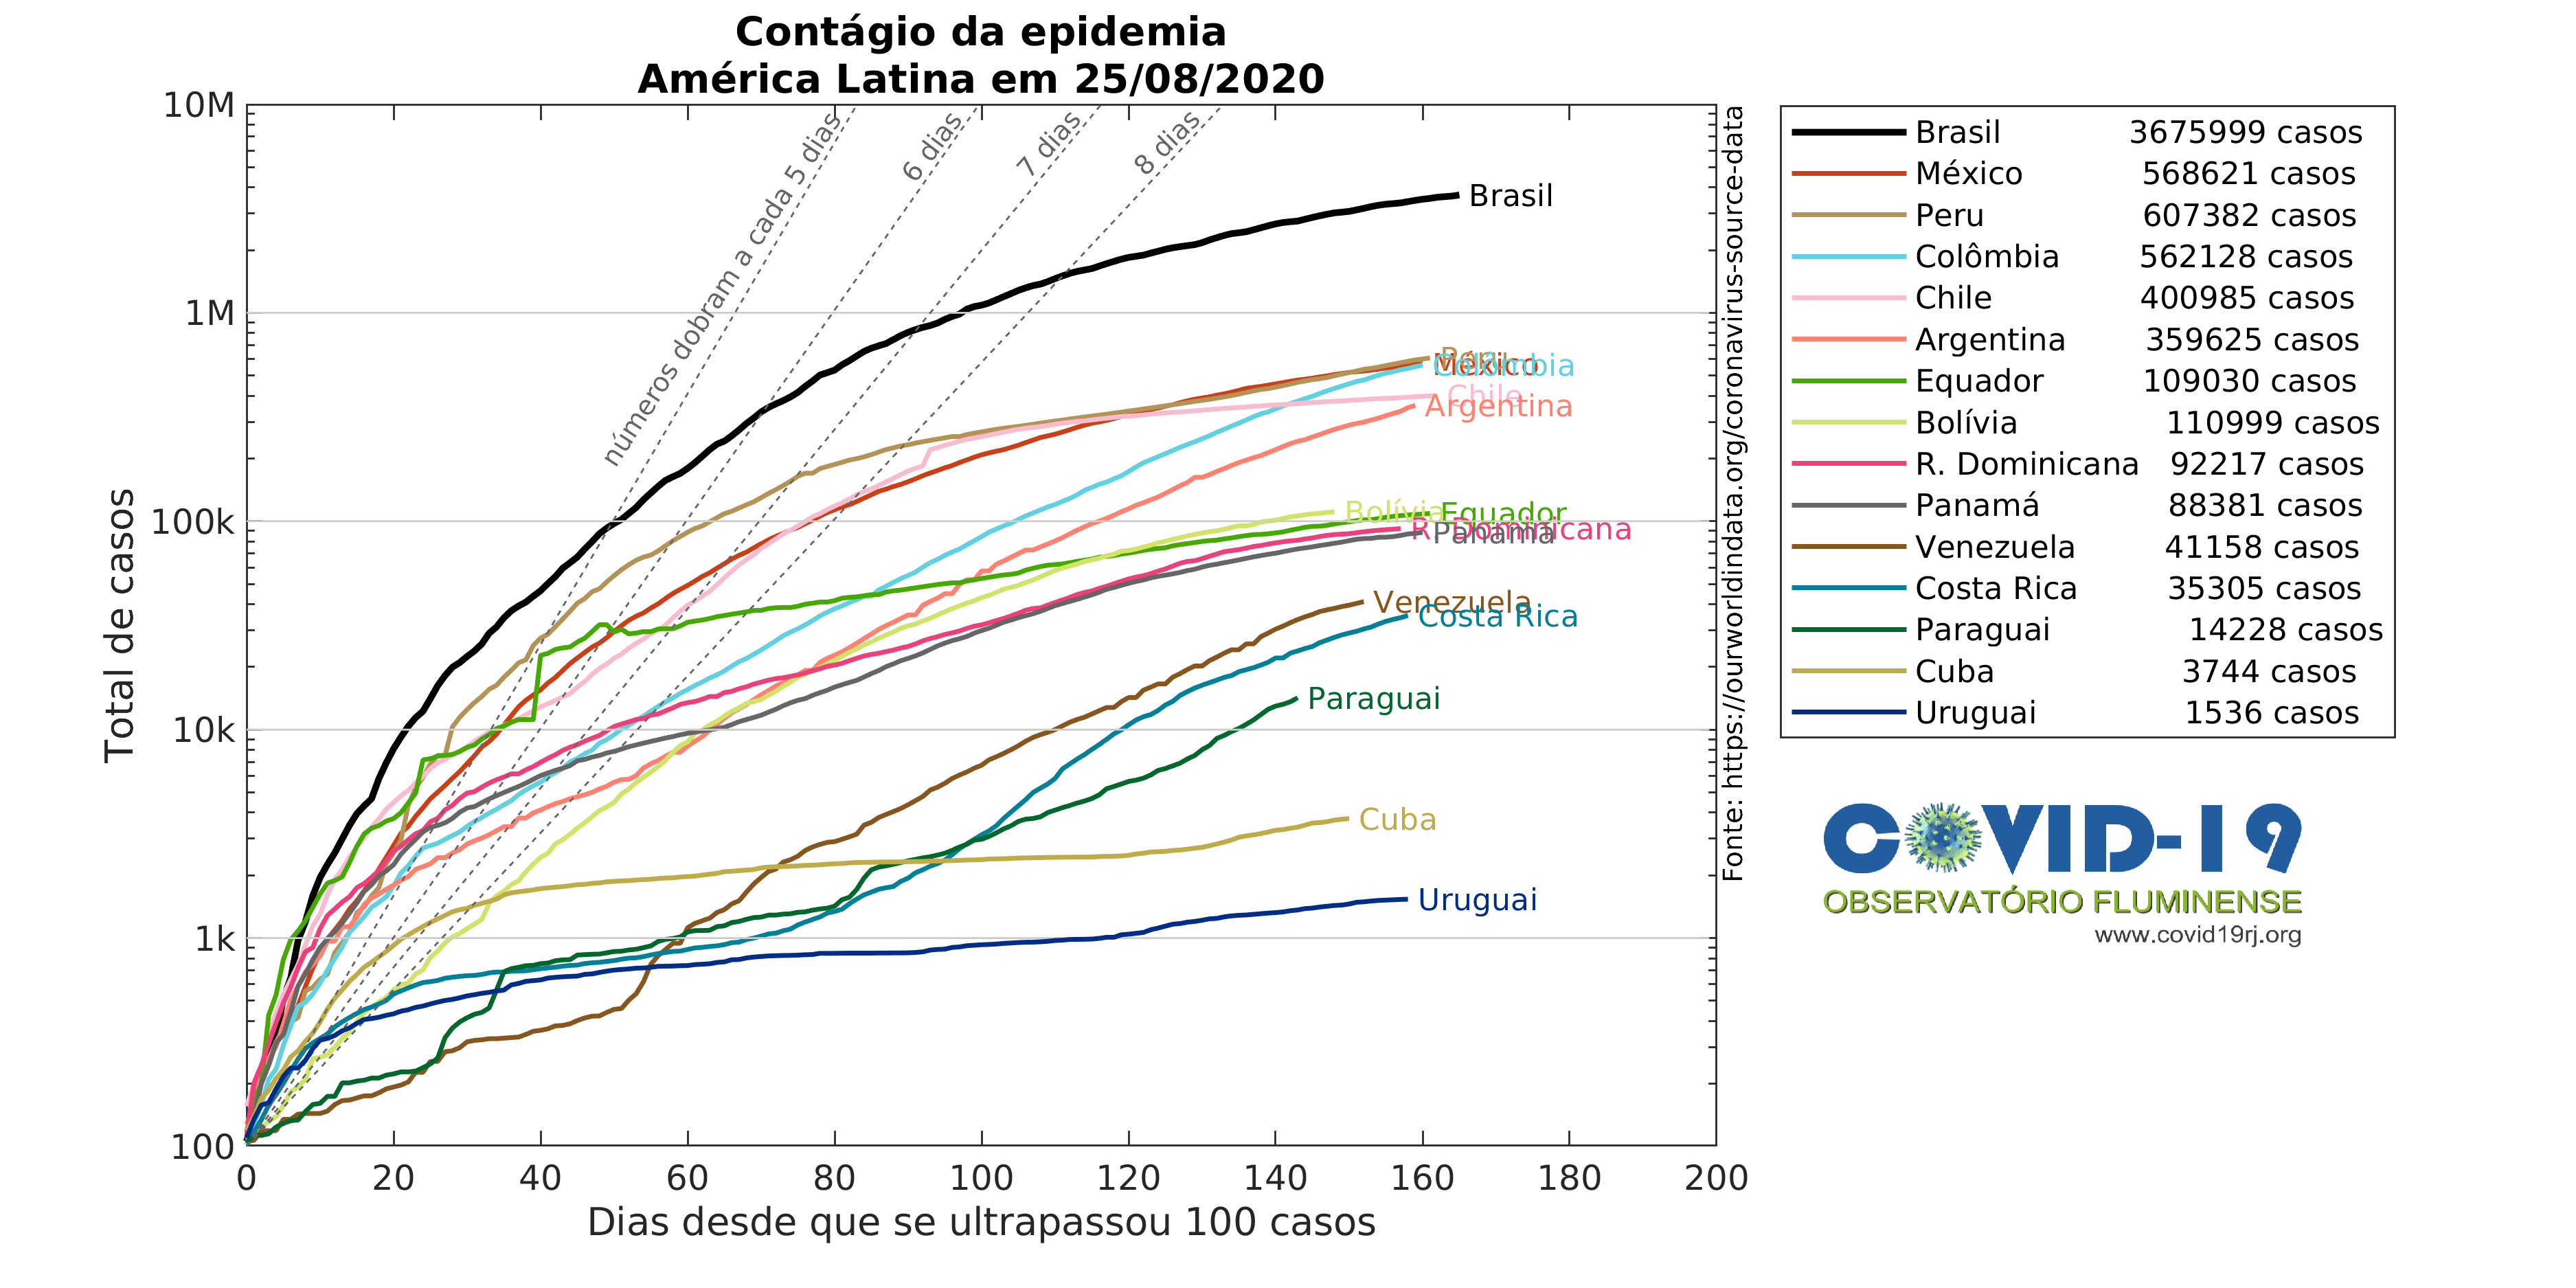 Contágio da epidemia
América Latina em 25/08/2020
Total de casos
10M
1M
100k
10k
1k
100
0 20 40 60 80 100 120 140 160 180 200
Dias desde que se ultrapassou 100 casos
números dobram a cada 5 dias
6 dias
7 dias
8 dias
Brasil
Peru
México
Colômbia
Chile
Argentina
Bolívia
Equador
R. Dominicana
Panamá
Venezuela
Costa Rica
Paraguai
Cuba
Uruguai
Fonte: https://ourworldindata.org/coronavirus-source-data
Brasil 3675999 casos
México 568621 casos
Peru 607382 casos
Colômbia 562128 casos
Chile 400985 casos
Argentina 359625 casos
Equador 109030 casos
Bolívia 110999 casos
R. Dominicana 92217 casos
Panamá 88381 casos
Venezuela 41158 casos
Costa Rica 35305 casos
Paraguai 14228 casos
Cuba 3744 casos
Uruguai 1536 casos
COVID-19
OBSERVATÓRIO FLUMINENSE
www.covid19rj.org